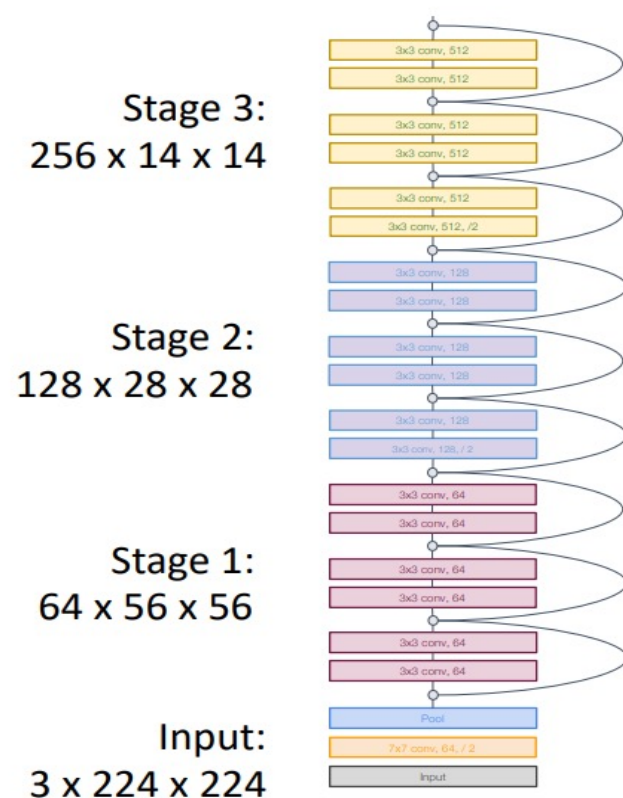 3x3 conv, 512
3x3 conv, 512
Stage 3:
256 x 14 x 14
3x3 conv, 512
3x3 conv, 512
3x3 conv, 512
3x3 conv, 512, /2
3x3 conv, 128
3x3 conv, 128
Stage 2:
128 x 28 x 28
3x3 conv, 128
3x3 conv, 128
3x3 conv, 128
3x3 conv, 128, / 2
3x3 conv, 64
3x3 conv, 64
Stage 1:
64 x 56 x 56
3x3 conv, 64
3x3 conv, 64
3x3 conv, 64
3x3 conv, 64
Input:
3 x 224 x 224
Pool
7x7 conv, 64, / 2
Input